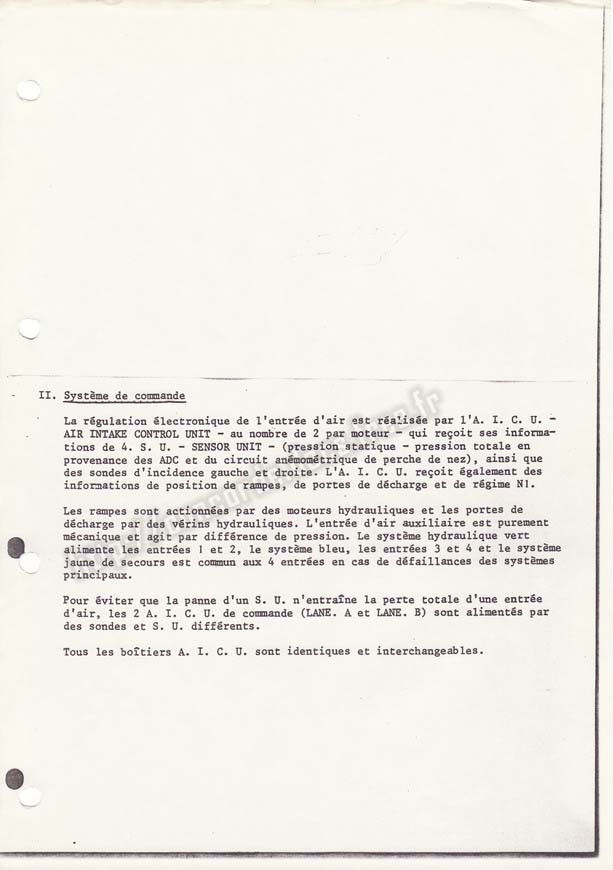 II. Système de commande
La régulation électronique de l'entrée d'air est réalisée par l'A. I. C. U. -
AIR INTAKE CONTROL UNIT - au nombre de 2 par moteur - qui reçoit ses informa-
tions de 4. S. U. - SENSOR UNIT - (pression statique - pression totale en
provenance des ADC et du circuit anémométrique de perche de nez), ainsi que
des sondes d'incidence gauche et droite. L'A. I. C. U. reçoit également des
informations de position de rampes, de portes de décharge et de régime N1.
Les rampes sont actionnées par des moteurs hydrauliques et les portes de
décharge par des vérins hydrauliques. L'entrée d'air auxiliaire est purement
mécanique et agit par différence de pression. Le système hydraulique vert
alimente les entrées 1 et 2, le système bleu, les entrées 3 et 4 et le système
jaune de secours est commun aux 4 entrées en cas de défaillances des systèmes
principaux.
Pour éviter que la panne d'un S. U. n'entraîne la perte totale d'une entrée
d'air, les 2 A. I. C. U. de commande (LANE. A et LANE. B) sont alimentés par
des sondes et S. U. différents.
Tous les boîtiers A. I. C. U. sont identiques et interchangeables.